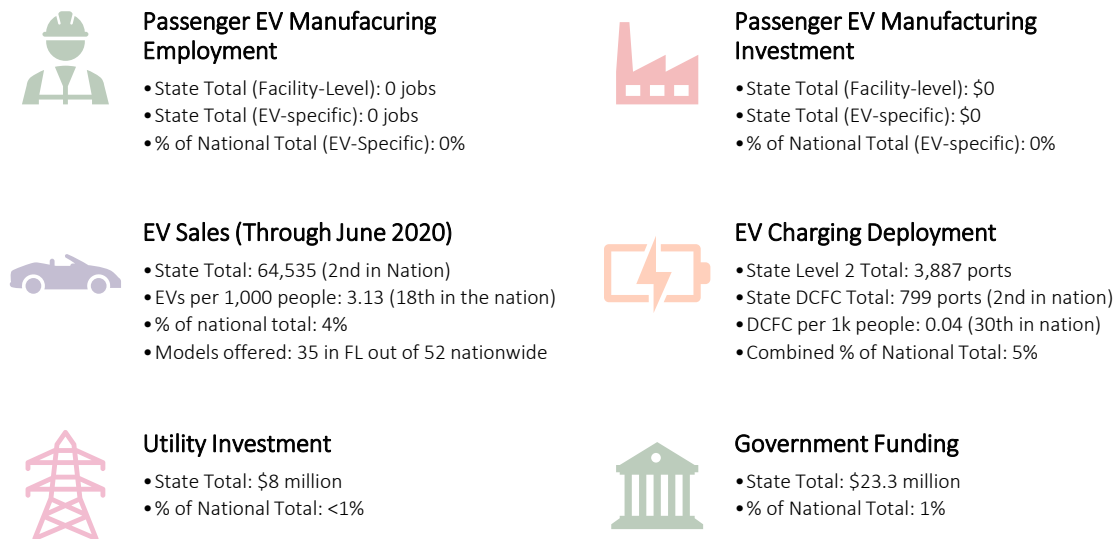 Passenger EV Manufacuring
Employment
•State Total (Facility-Level): 0 jobs
•State Total (EV-specific): 0 jobs
•% of National Total (EV-Specific): 0%
Passenger EV Manufacturing
Investment
•State Total (Facility-level): $0
•State Total (EV-specific): $0
•% of National Total (EV-specific): 0%
EV Sales (Through June 2020)
•State Total: 64,535 (2nd in Nation)
•EVs per 1,000 people: 3.13 (18th in the nation)
•% of national total: 4%
•Models offered: 35 in FL out of 52 nationwide
EV Charging Deployment
•State Level 2 Total: 3,887 ports
•State DCFC Total: 799 ports (2nd in nation)
•DCFC per 1k people: 0.04 (30th in nation)
•Combined % of National Total: 5%
Utility Investment
•State Total: $8 million
•% of National Total: <1%
Government Funding
•State Total: $23.3 million
•% of National Total: 1%